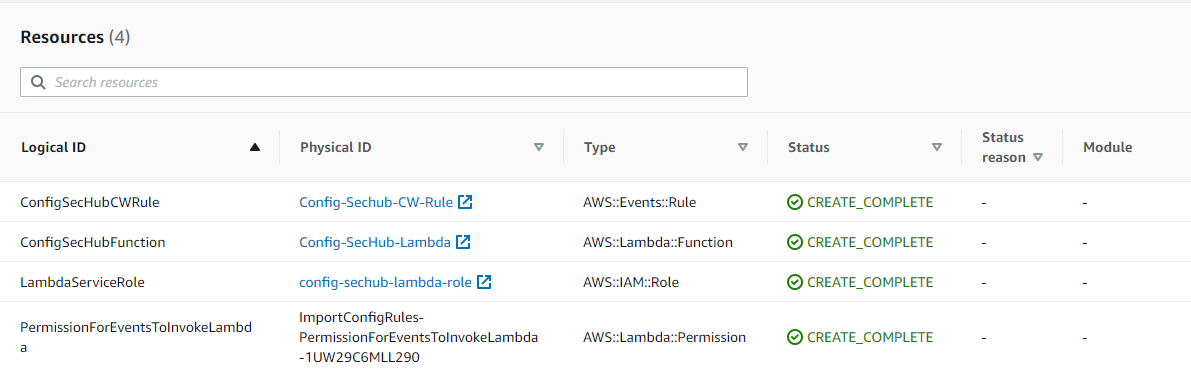 Resources (4)
Search resources
Logical ID Physical ID Type Status Status reason Module
ConfigSecHubCWRule Config-Sechub-CW-Rule AWS::Events::Rule CREATE_COMPLETE - -
ConfigSecHubFunction Config-SecHub-Lambda AWS::Lambda::Function CREATE_COMPLETE - -
LambdaServiceRole config-sechub-lambda-role AWS::IAM::Role CREATE_COMPLETE - -
PermissionForEventsToInvokeLambd
a
ImportConfigRules-
PermissionForEventsToInvokeLambda
-1UW29C6MLL290
AWS::Lambda::Permission CREATE_COMPLETE - -